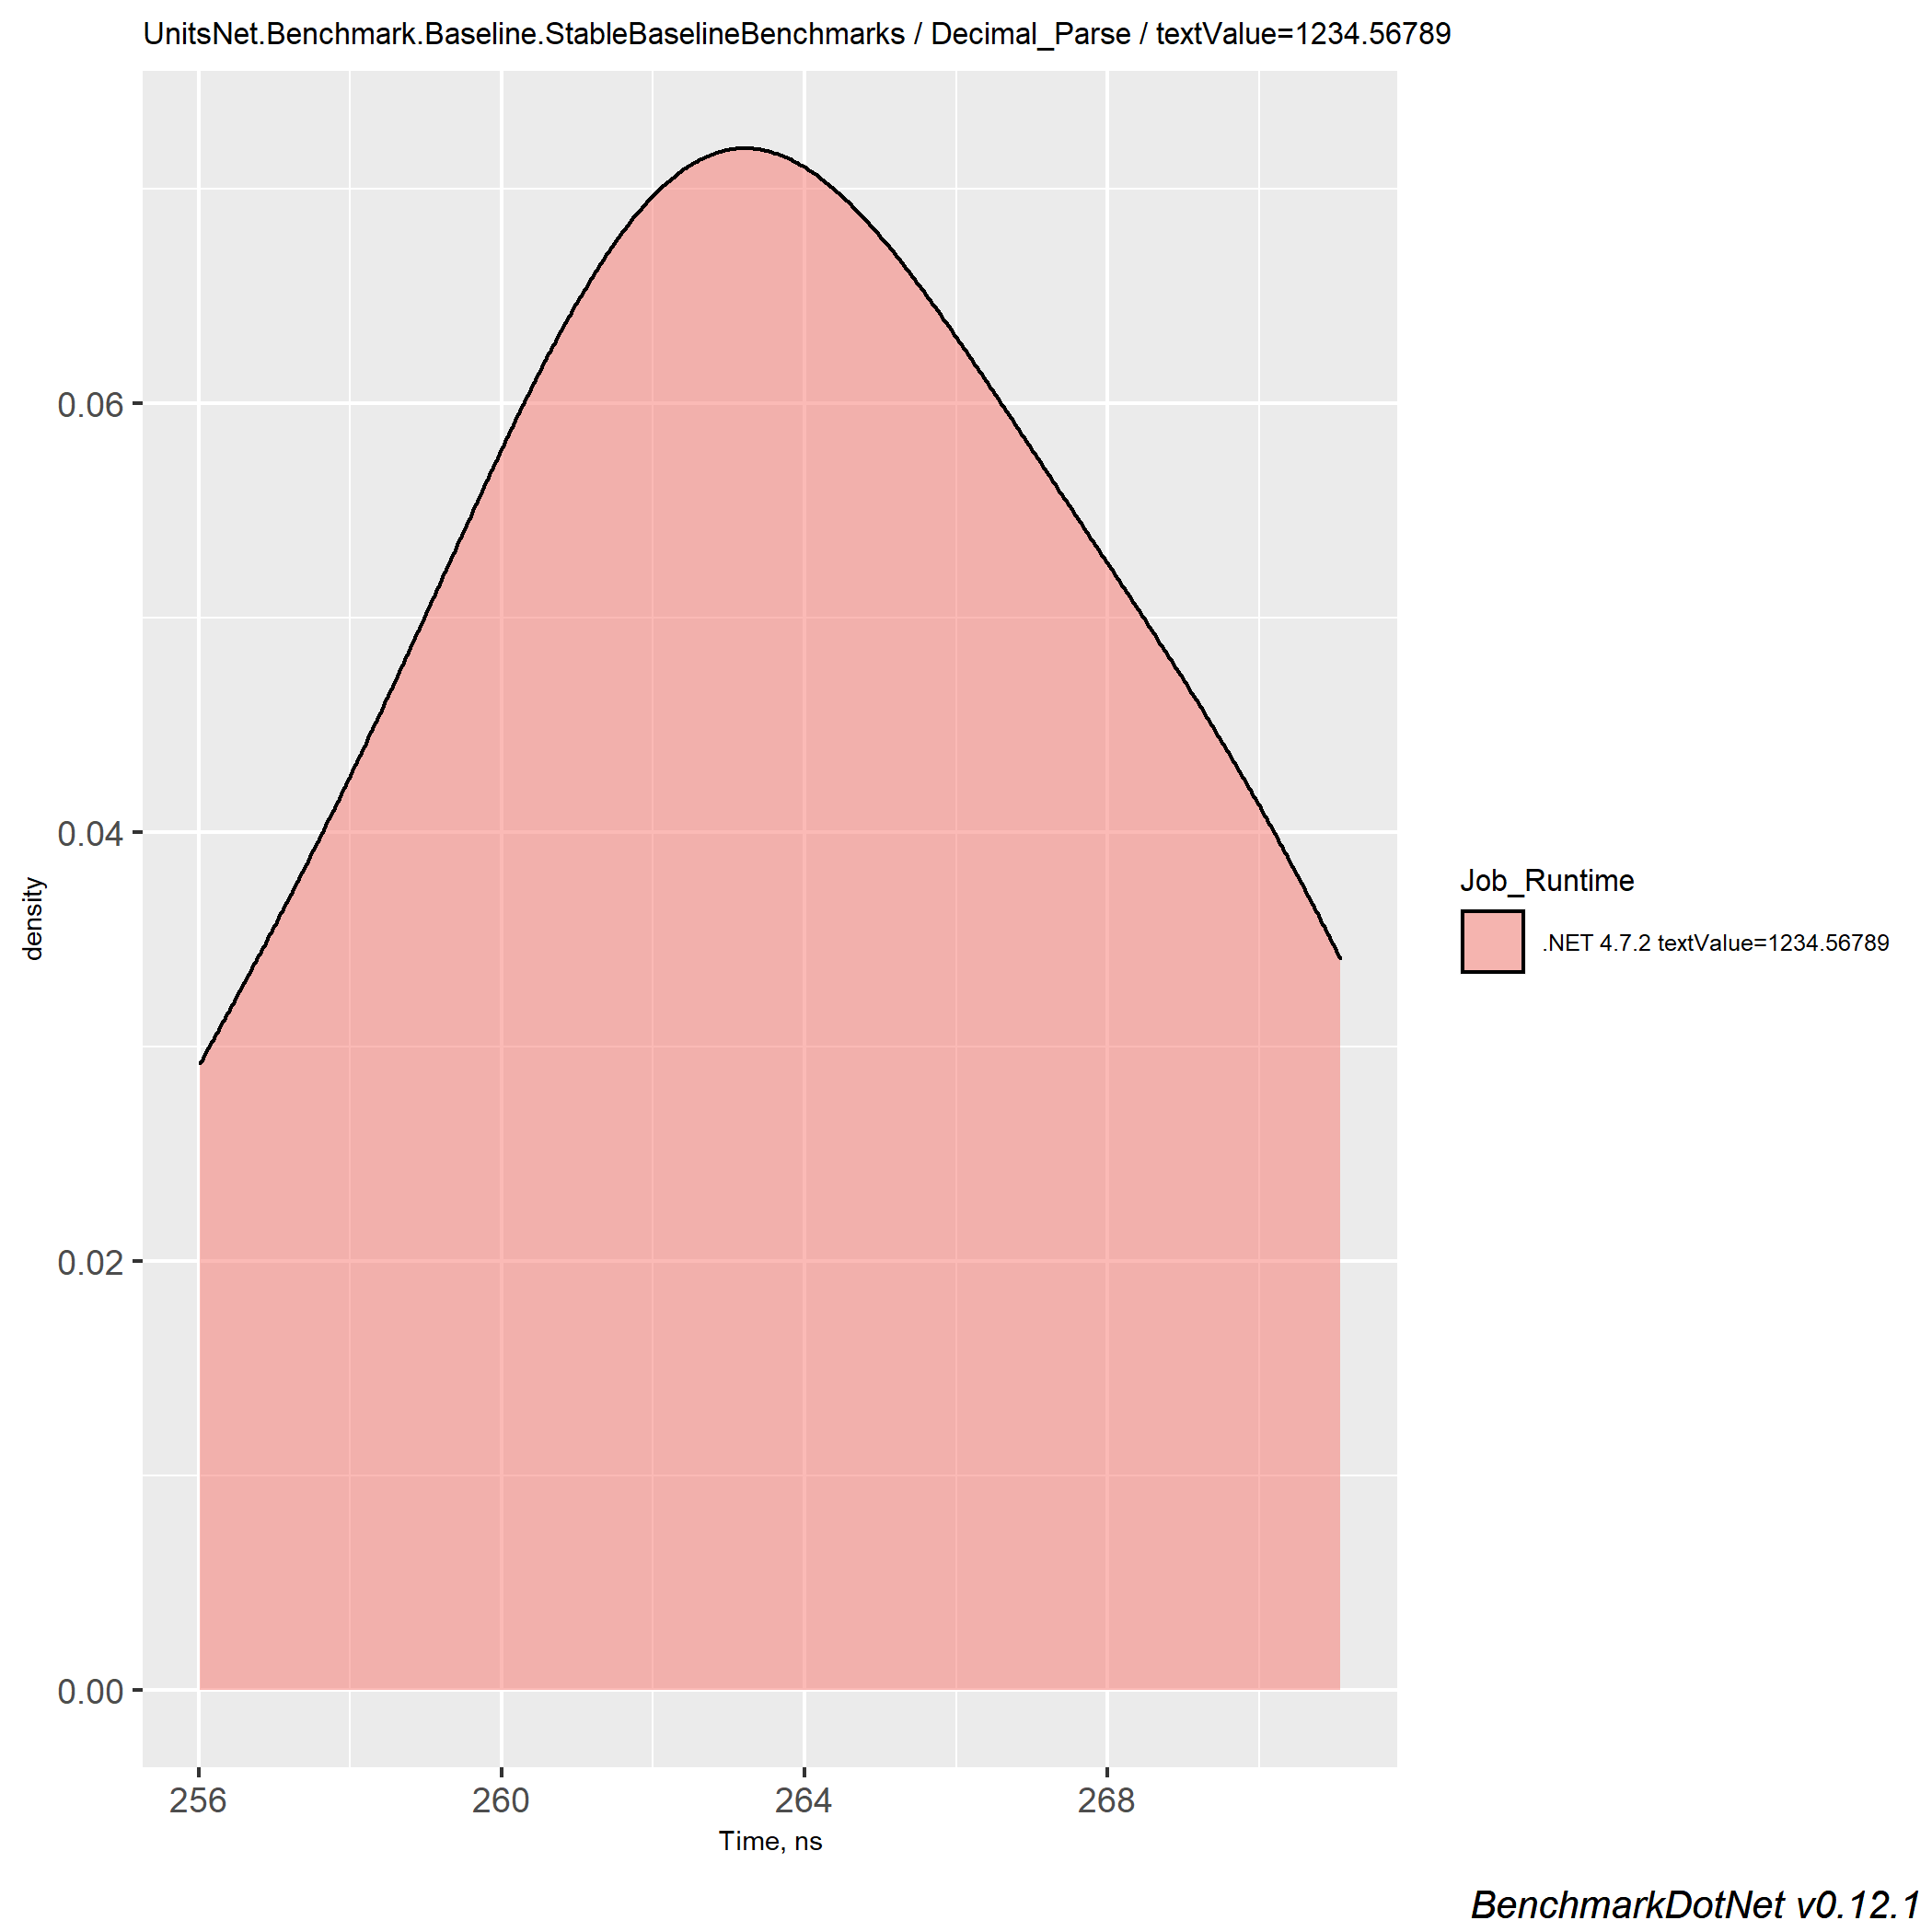 UnitsNet.Benchmark.Baseline.StableBaselineBenchmarks / Decimal_Parse / textValue=1234.56789
0.06
0.04
0.02
0.00
density
256 260 264 268
Time, ns
Job_Runtime
.NET 4.7.2 textValue=1234.56789
BenchmarkDotNet v0.12.1